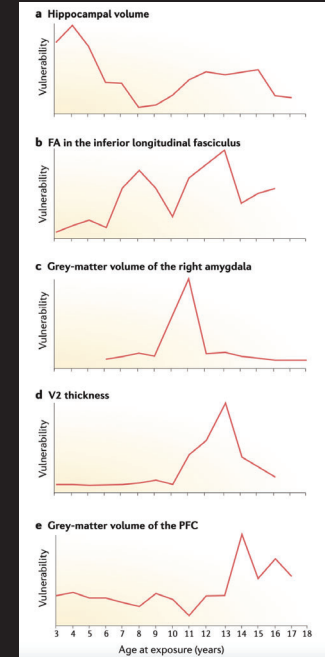 a Hippocampal volume
Vulnerability
b FA in the inferior longitudinal fasciculus
Vulnerability
c Grey-matter volume of the right amygdala
Vulnerability
d V2 thickness
Vulnerability
e Grey-matter volume of the PFC
Vulnerability
3 4 5 6 7 8 9 10 11 12 13 14 15 16 17 18
Age at exposure (years)